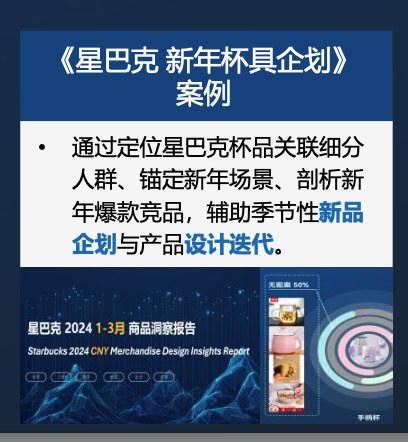 《星巴克 新年杯具企划》
案例
• 通过定位星巴克杯品关联细分
人群、锚定新年场景、剖析新
年爆款竞品，辅助季节性新品
企划与产品设计迭代。
无图案 50%
星巴克 2024 1-3月 商品洞察报告
Starbucks 2024 CNY Merchandise Design Insights Report
手柄杯